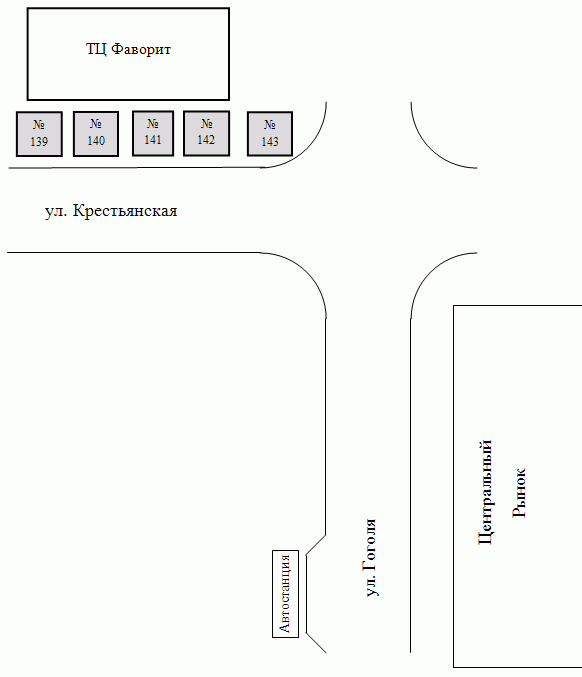 ТЦ Фаворит
№
139
№
140
№
141
№
142
№
143
ул. Крестьянская
Центральный
Рынок
ул. Гоголя
Автостанция